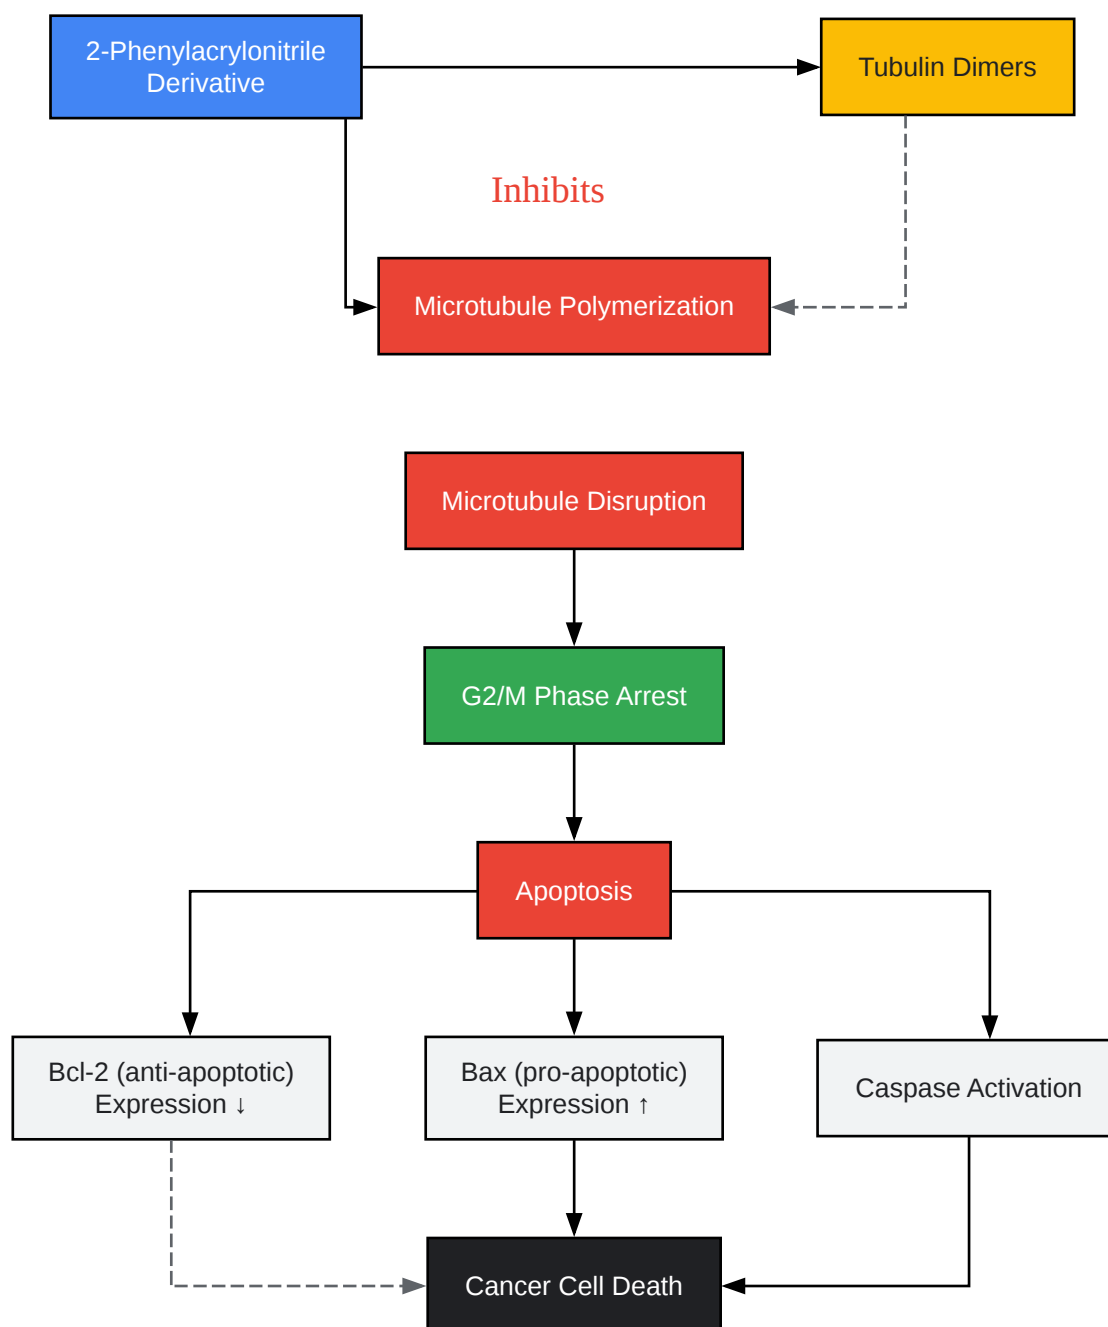 2-Phenylacrylonitrile
Derivative
Tubulin Dimers
Inhibits
Microtubule Polymerization
Microtubule Disruption
G2/M Phase Arrest
Apoptosis
Bcl-2 (anti-apoptotic)
Expression ↓
Bax (pro-apoptotic)
Expression ↑
Caspase Activation
Cancer Cell Death